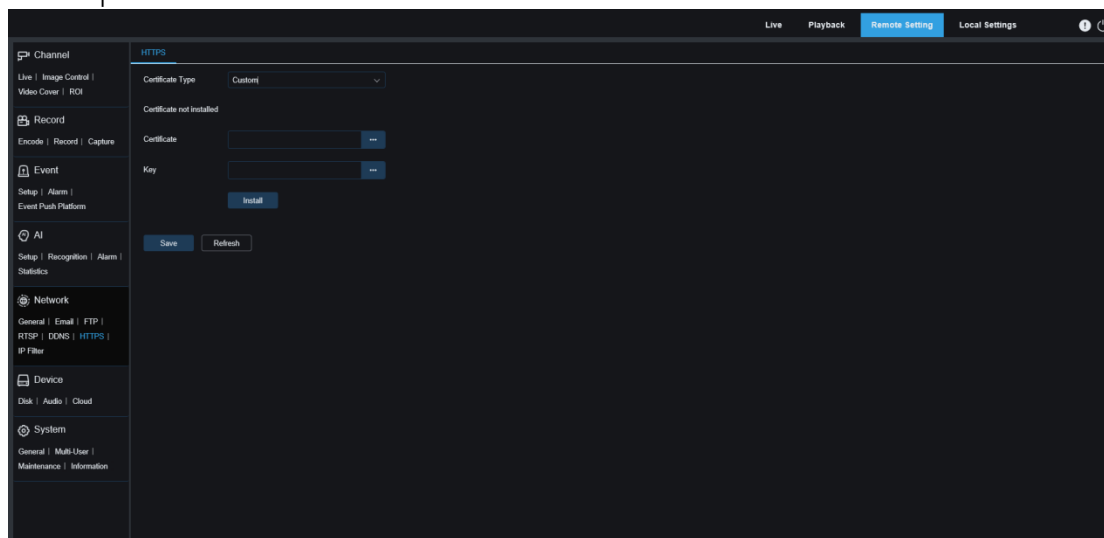 Live Playback Remote Setting Local Settings
Channel
Live | Image Control |
Video Cover | ROI
Record
Encode | Record | Capture
Event
Setup | Alarm |
Event Push Platform
AI
Setup | Recognition | Alarm |
Statistics
Network
General | Email | FTP |
RTSP | DDNS | HTTPS |
IP Filter
Device
Disk | Audio | Cloud
System
General | Multi-User |
Maintenance | Information
HTTPS
Certificate Type Custom
Certificate not installed
Certificate ...
Key ...
Install
Save Refresh